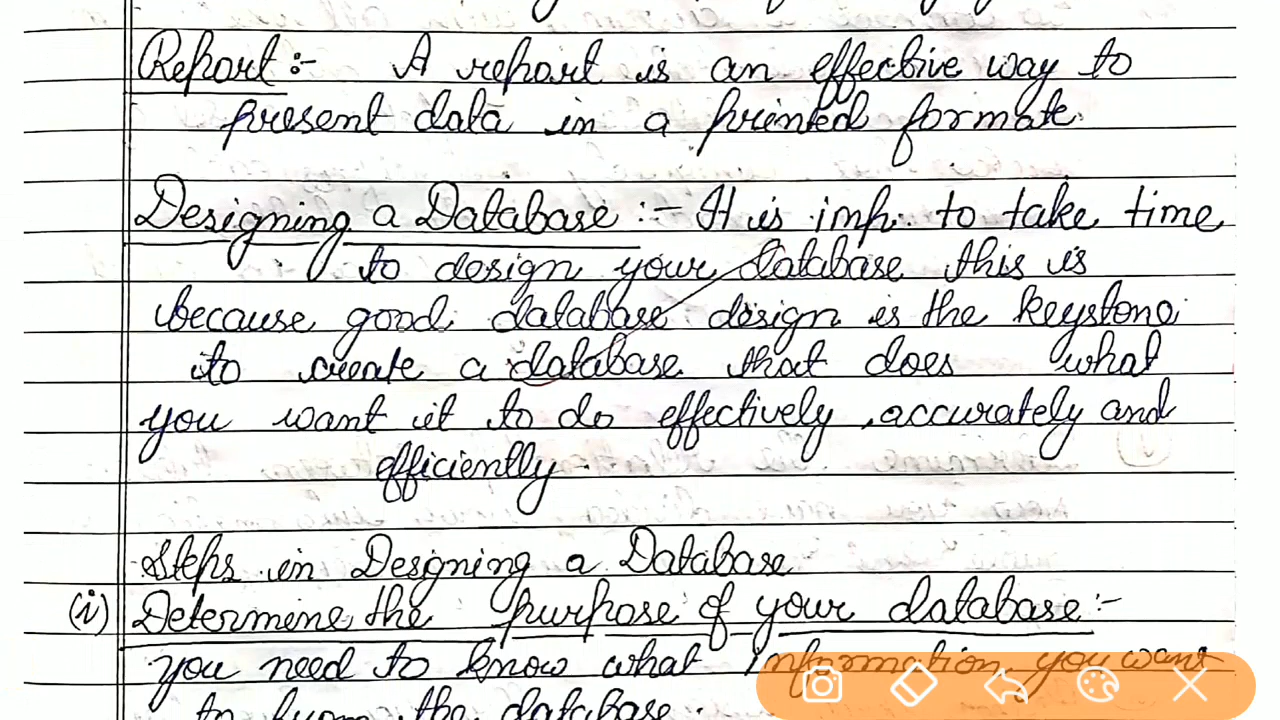 Report :- A report is an effective way to
present data in a printed formate.
Designing a Database :- It is imp. to take time
to design your database this is
because good database design is the keystone
to create a database that does what
you want it to do effectively, accurately and
efficiently.
Steps in Designing a Database
(i) Determine the purpose of your database :-
you need to know what information you want
the database.